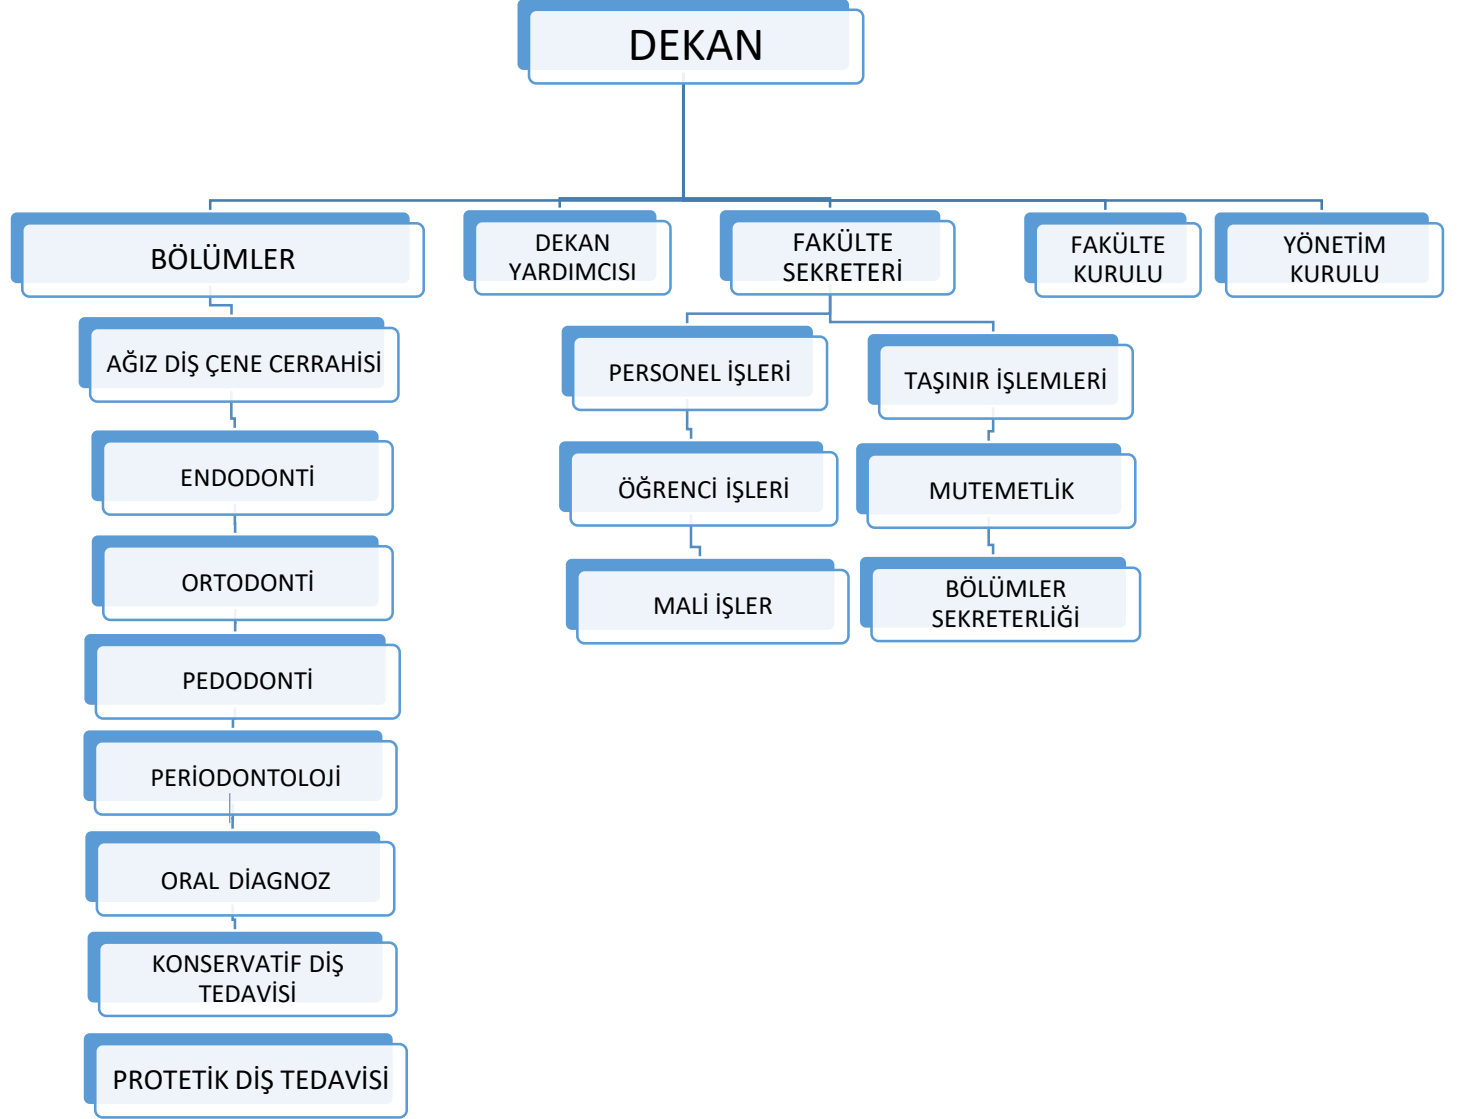 DEKAN
BÖLÜMLER
DEKAN
YARDIMCISI
FAKÜLTE
SEKRETERİ
FAKÜLTE
KURULU
YÖNETİM
KURULU
AĞIZ DİŞ ÇENE CERRAHİSİ
ENDODONTİ
ORTODONTİ
PEDODONTİ
PERİODONTOLOJİ
ORAL DİAGNOZ
KONSERVATİF DİŞ
TEDAVİSİ
PROTETİK DİŞ TEDAVİSİ
PERSONEL İŞLERİ
ÖĞRENCİ İŞLERİ
MALİ İŞLER
TAŞINIR İŞLEMLERİ
MUTEMETLİK
BÖLÜMLER
SEKRETERLİĞİ